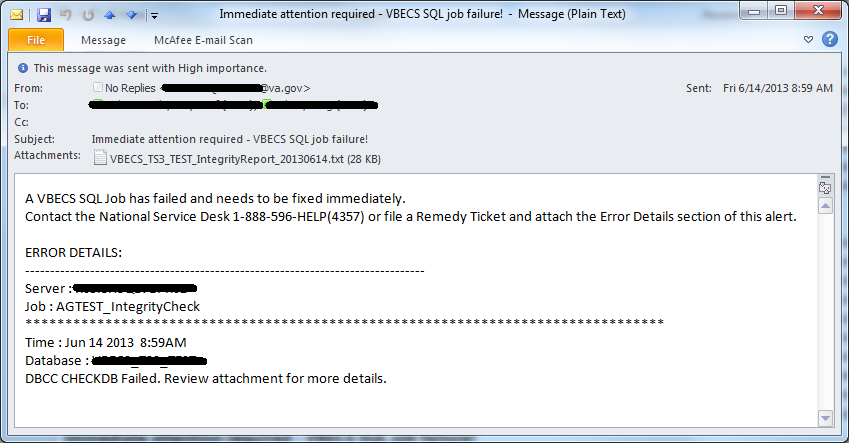 Immediate attention required - VBECS SQL job failure! - Message (Plain Text)
File Message McAfee E-mail Scan
This message was sent with High importance.
From: No Replies < @va.gov> Sent: Fri 6/14/2013 8:59 AM
To:
Cc:
Subject: Immediate attention required - VBECS SQL job failure!
Attachments: VBECS_TS3_TEST_IntegrityReport_20130614.txt (28 KB)
A VBECS SQL Job has failed and needs to be fixed immediately.
Contact the National Service Desk 1-888-596-HELP(4357) or file a Remedy Ticket and attach the Error Details section of this alert.
ERROR DETAILS:
--------------------------------------------------------------------------------
Server :
Job : AGTEST_IntegrityCheck
********************************************************************************
Time : Jun 14 2013  8:59AM
Database :
DBCC CHECKDB Failed. Review attachment for more details.